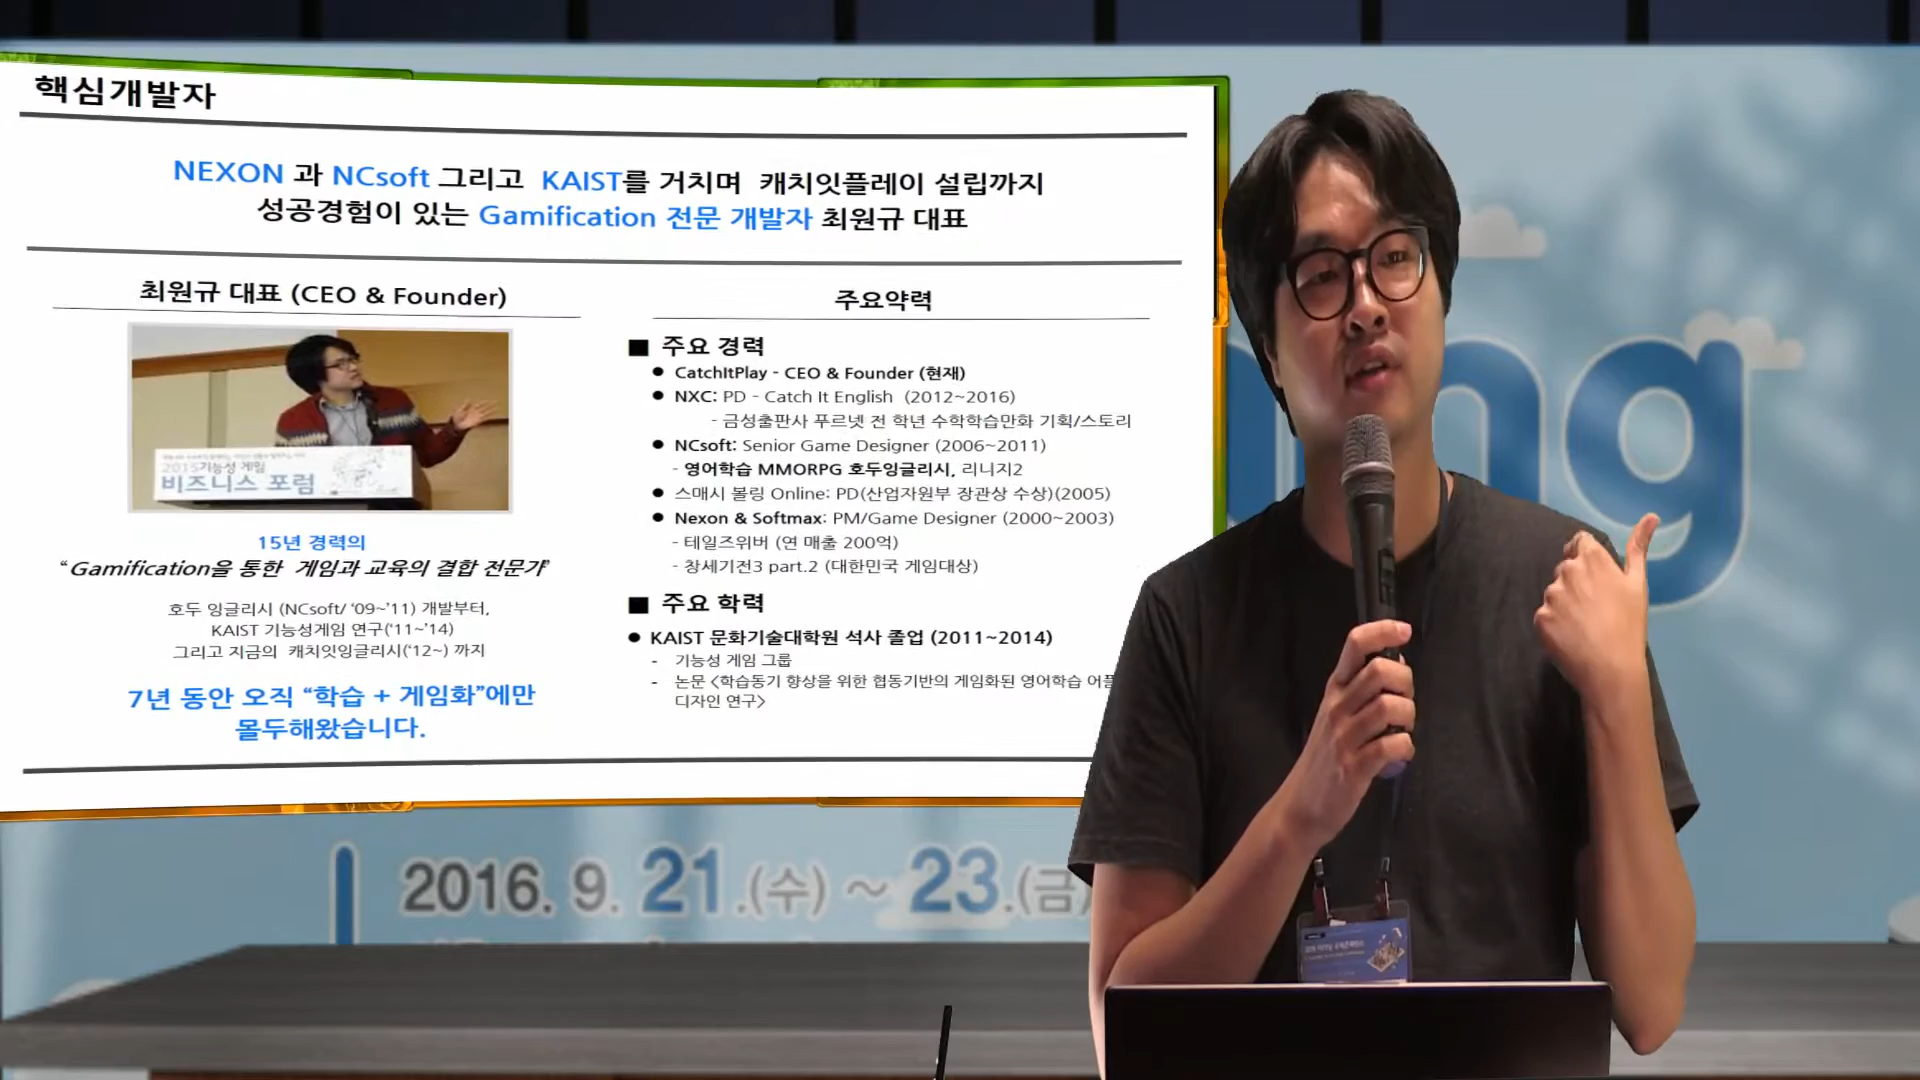 핵심개발자
NEXON 과 NCsoft 그리고 KAIST를 거치며 캐치잇플레이 설립까지
성공경험이 있는 Gamification 전문 개발자 최원규 대표
최원규 대표 (CEO & Founder)
2015기능성 게임
비즈니스 포럼
15년 경력의
“Gamification을 통한 게임과 교육의 결합 전문가”
호두 잉글리시 (NCsoft/ ‘09~’11) 개발부터,
KAIST 기능성게임 연구(‘11~’14)
그리고 지금의 캐치잇잉글리시(‘12~) 까지
7년 동안 오직 “학습 + 게임화”에만
몰두해왔습니다.
주요약력
■ 주요 경력
● CatchItPlay - CEO & Founder (현재)
● NXC: PD - Catch It English (2012~2016)
- 금성출판사 푸르넷 전 학년 수학학습만화 기획/스토리
● NCsoft: Senior Game Designer (2006~2011)
- 영어학습 MMORPG 호두잉글리시, 리니지2
● 스매시 볼링 Online: PD(산업자원부 장관상 수상)(2005)
● Nexon & Softmax: PM/Game Designer (2000~2003)
- 테일즈위버 (연 매출 200억)
- 창세기전3 part.2 (대한민국 게임대상)
■ 주요 학력
● KAIST 문화기술대학원 석사 졸업 (2011~2014)
- 기능성 게임 그룹
- 논문 <학습동기 향상을 위한 협동기반의 게임화된 영어학습 어플
디자인 연구>
ng
2016. 9. 21.(수) ~ 23.(금)